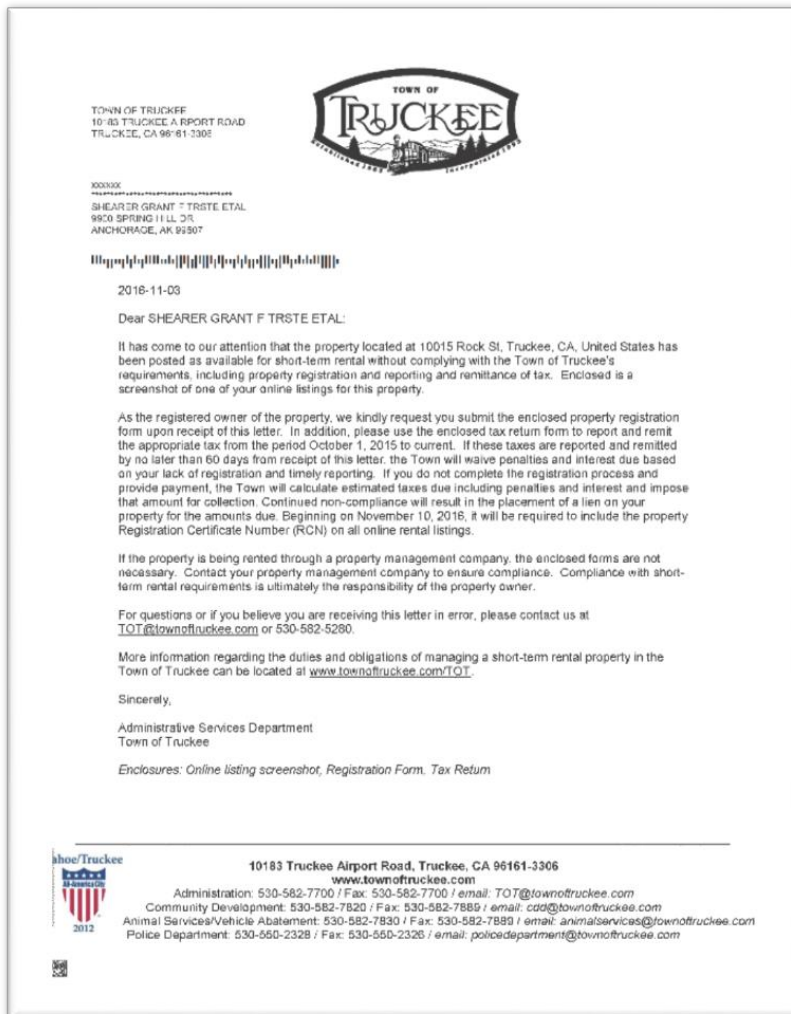 TOWN OF TRUCKEE
10183 TRUCKEE A RPORT ROAD
TRUCKEE, CA 96161-3306
TOWN OF
TRUCKEE
Established 1863 Incorporated 1993
XXXXXX
SHEARER GRANT F TRSTE ETAL
9900 SPRING HILL DR
ANCHORAGE, AK 99507
2016-11-03
Dear SHEARER GRANT F TRSTE ETAL:
It has come to our attention that the property located at 10015 Rock St, Truckee, CA, United States has
been posted as available for short-term rental without complying with the Town of Truckee's
requirements, including property registration and reporting and remittance of tax. Enclosed is a
screenshot of one of your online listings for this property.
As the registered owner of the property, we kindly request you submit the enclosed property registration
form upon receipt of this letter. In addition, please use the enclosed tax return form to report and remit
the appropriate tax from the period October 1, 2015 to current. If these taxes are reported and remitted
by no later than 60 days from receipt of this letter, the Town will waive penalties and interest due based
on your lack of registration and timely reporting. If you do not complete the registration process and
provide payment, the Town will calculate estimated taxes due including penalties and interest and impose
that amount for collection. Continued non-compliance will result in the placement of a lien on your
property for the amounts due. Beginning on November 10, 2016, it will be required to include the property
Registration Certificate Number (RCN) on all online rental listings.
If the property is being rented through a property management company, the enclosed forms are not
necessary. Contact your property management company to ensure compliance. Compliance with short-
term rental requirements is ultimately the responsibility of the property owner.
For questions or if you believe you are receiving this letter in error, please contact us at
TOT@townoftruckee.com or 530-582-5280.
More information regarding the duties and obligations of managing a short-term rental property in the
Town of Truckee can be located at www.townoftruckee.com/TOT.
Sincerely,
Administrative Services Department
Town of Truckee
Enclosures: Online listing screenshot, Registration Form, Tax Return
ahoe/Truckee
All-America City
2012
10183 Truckee Airport Road, Truckee, CA 96161-3306
www.townoftruckee.com
Administration: 530-582-7700 / Fax: 530-582-7700 / email: TOT@townoftruckee.com
Community Development: 530-582-7820 / Fax: 530-582-7889 / email: cdd@townoftruckee.com
Animal Services/Vehicle Abatement: 530-582-7830 / Fax: 530-582-7889 / email: animalservices@townoftruckee.com
Police Department: 530-550-2328 / Fax: 530-550-2326 / email: policedepartment@townoftruckee.com